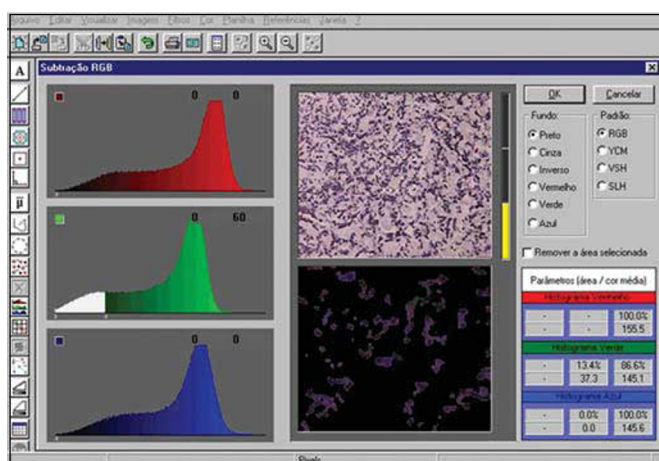 Arquivo Editar Visualizar Imagens Filtros Cor Planilha Referências Janela ?
Subtração RGB
A
μ
0 0
0 60
0 0
OK Cancelar
Fundo:
Preto
Cinza
Inverso
Vermelho
Verde
Azul
Padrão:
RGB
YCM
VSH
SLH
Remover a área selecionada
Parâmetros (área / cor média)
Histograma Vermelho
- - 100.0%
- - 155.5
Histograma Verde
- 13.4% 86.6%
- 37.3 145.1
Histograma Azul
- 0.0% 100.0%
- 0.0 145.6
Pixels